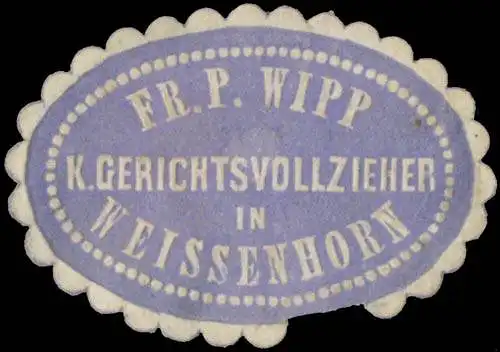 FR. P. WIPP
K. GERICHTSVOLLZIEHER
IN
WEISSENHORN